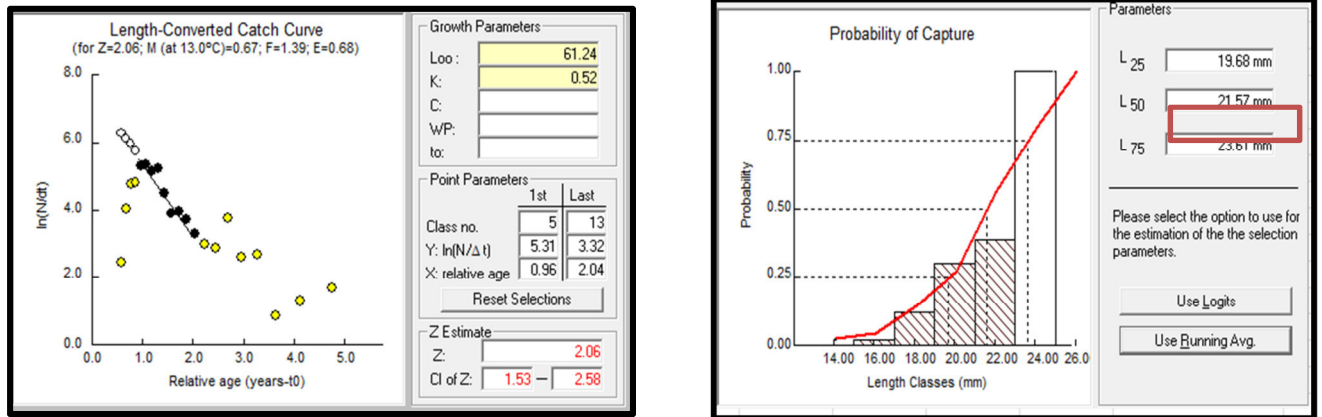 Length-Converted Catch Curve
(for Z=2.06; M (at 13.0ºC)=0.67; F=1.39; E=0.68)
8.0
6.0
4.0
2.0
0.0
ln(N/dt)
0.0 1.0 2.0 3.0 4.0 5.0
Relative age (years-t0)
Growth Parameters
Loo : 61.24
K: 0.52
C:
WP:
to:
Point Parameters
1st Last
Class no. 5 13
Y: ln(N/Δ t) 5.31 3.32
X: relative age 0.96 2.04
Reset Selections
Z Estimate
Z: 2.06
CI of Z: 1.53 – 2.58
Probability of Capture
1.00
0.75
0.50
0.25
0.00
Probability
14.00 16.00 18.00 20.00 22.00 24.00 26.0
Length Classes (mm)
Parameters
L 25 19.68 mm
L 50 21.57 mm
L 75 23.61 mm
Please select the option to use for
the estimation of the the selection
parameters.
Use Logits
Use Running Avg.